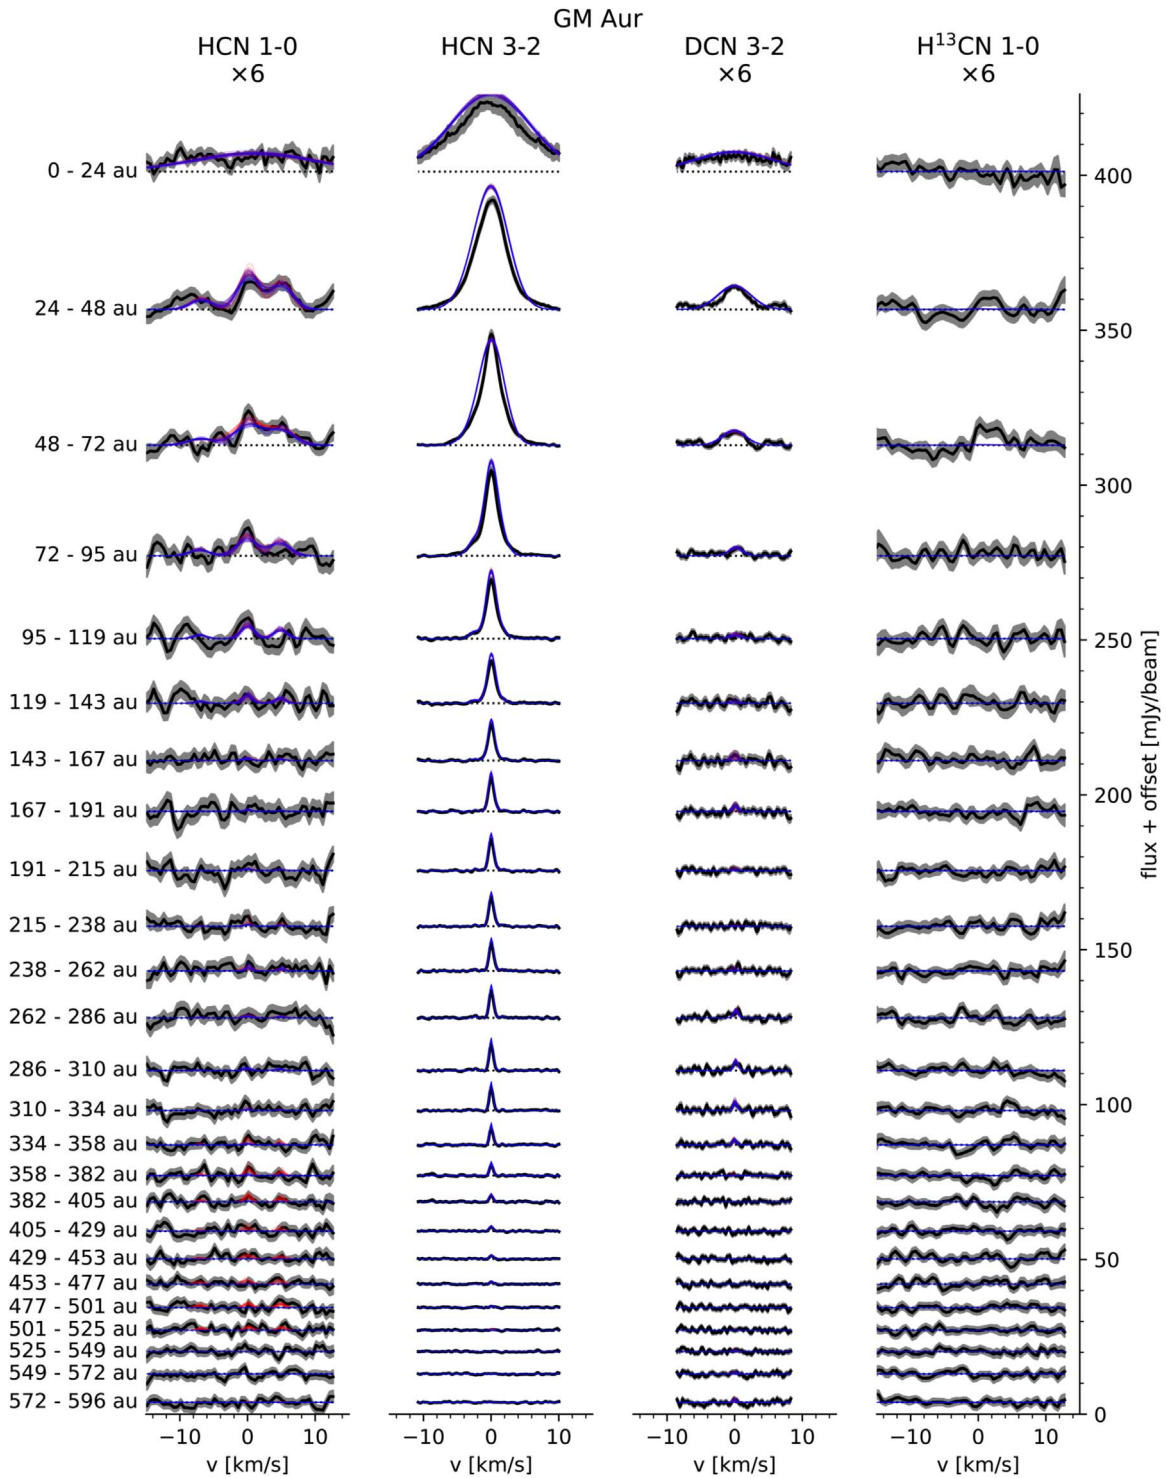 GM Aur
HCN 1-0
×6
HCN 3-2
DCN 3-2
×6
H¹³CN 1-0
×6
0 - 24 au
24 - 48 au
48 - 72 au
72 - 95 au
95 - 119 au
119 - 143 au
143 - 167 au
167 - 191 au
191 - 215 au
215 - 238 au
238 - 262 au
262 - 286 au
286 - 310 au
310 - 334 au
334 - 358 au
358 - 382 au
382 - 405 au
405 - 429 au
429 - 453 au
453 - 477 au
477 - 501 au
501 - 525 au
525 - 549 au
549 - 572 au
572 - 596 au
400
350
300
250
200
150
100
50
0
flux + offset [mJy/beam]
−10 0 10
v [km/s]
−10 0 10
v [km/s]
−10 0 10
v [km/s]
−10 0 10
v [km/s]